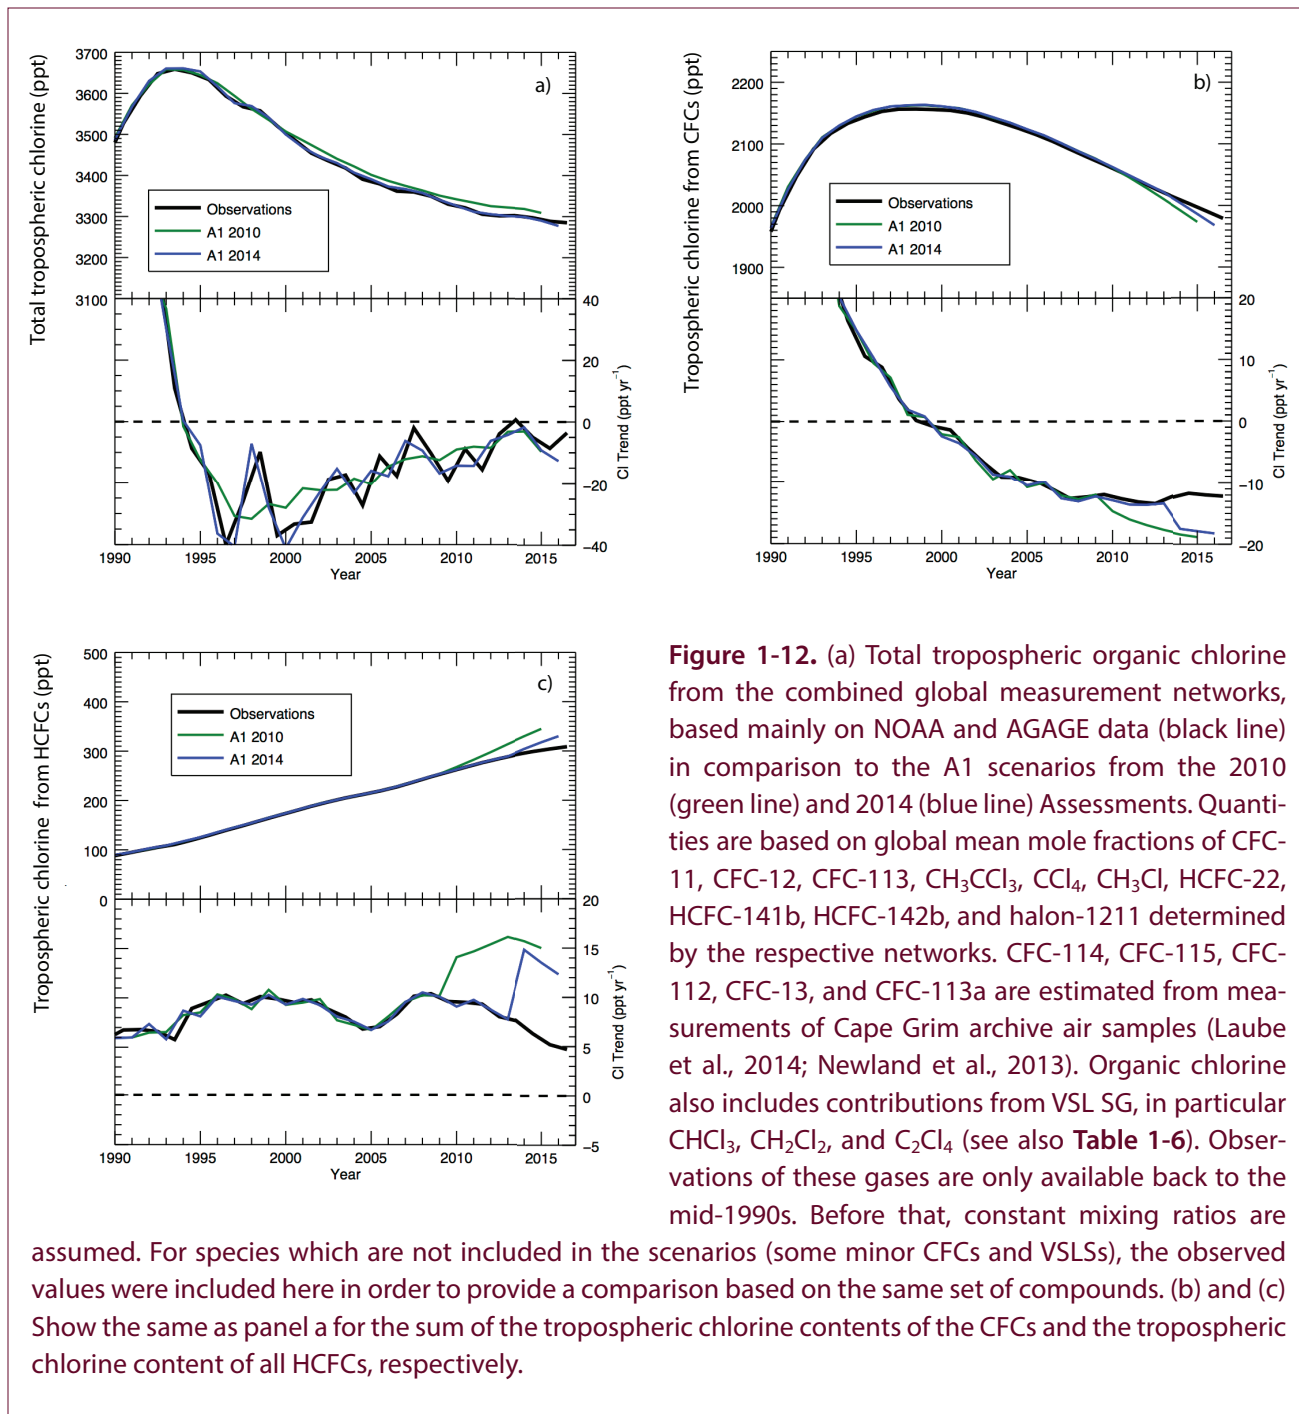 Total tropospheric chlorine (ppt)
3700
3600
3500
3400
3300
3200
3100
a)
Observations
A1 2010
A1 2014
40
20
0
−20
−40
Cl Trend (ppt yr⁻¹)
1990 1995 2000 2005 2010 2015
Year
Tropospheric chlorine from CFCs (ppt)
2200
2100
2000
1900
b)
Observations
A1 2010
A1 2014
20
10
0
−10
−20
Cl Trend (ppt yr⁻¹)
1990 1995 2000 2005 2010 2015
Year
Tropospheric chlorine from HCFCs (ppt)
500
400
300
200
100
0
c)
Observations
A1 2010
A1 2014
20
15
10
5
0
−5
Cl Trend (ppt yr⁻¹)
1990 1995 2000 2005 2010 2015
Year
Figure 1-12. (a) Total tropospheric organic chlorine
from the combined global measurement networks,
based mainly on NOAA and AGAGE data (black line)
in comparison to the A1 scenarios from the 2010
(green line) and 2014 (blue line) Assessments. Quanti-
ties are based on global mean mole fractions of CFC-
11, CFC-12, CFC-113, CH₃CCl₃, CCl₄, CH₃Cl, HCFC-22,
HCFC-141b, HCFC-142b, and halon-1211 determined
by the respective networks. CFC-114, CFC-115, CFC-
112, CFC-13, and CFC-113a are estimated from mea-
surements of Cape Grim archive air samples (Laube
et al., 2014; Newland et al., 2013). Organic chlorine
also includes contributions from VSL SG, in particular
CHCl₃, CH₂Cl₂, and C₂Cl₄ (see also Table 1-6). Obser-
vations of these gases are only available back to the
mid-1990s. Before that, constant mixing ratios are
assumed. For species which are not included in the scenarios (some minor CFCs and VSLSs), the observed
values were included here in order to provide a comparison based on the same set of compounds. (b) and (c)
Show the same as panel a for the sum of the tropospheric chlorine contents of the CFCs and the tropospheric
chlorine content of all HCFCs, respectively.